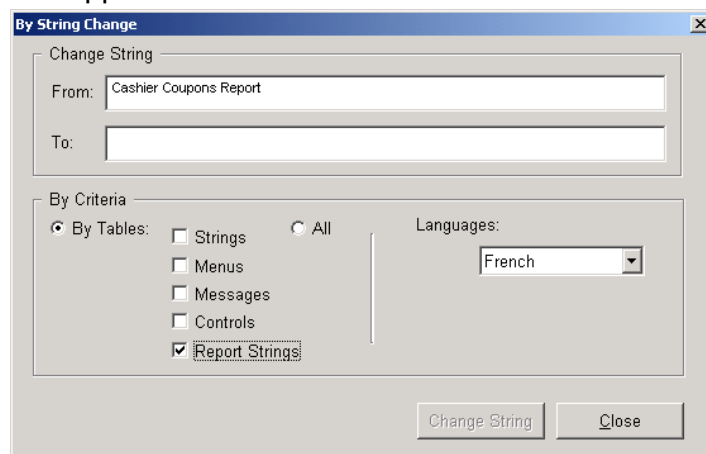 By String Change
Change String
From: Cashier Coupons Report
To:
By Criteria
By Tables:
Strings
All
Languages:
Menus
French
Messages
Controls
Report Strings
Change String
Close